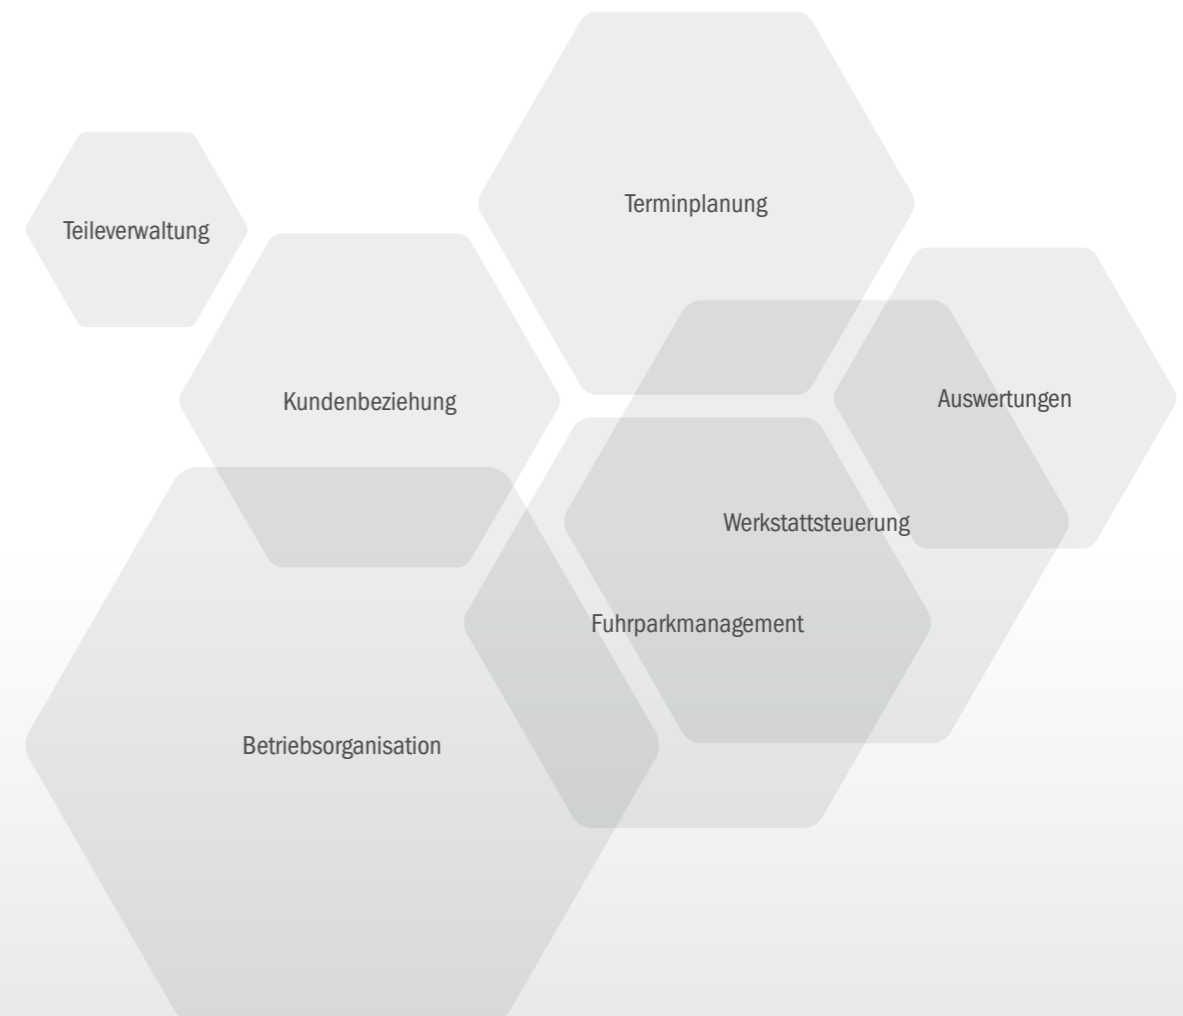 Terminplanung
Teileverwaltung
Auswertungen
Kundenbeziehung
Werkstattsteuerung
Fuhrparkmanagement
Betriebsorganisation